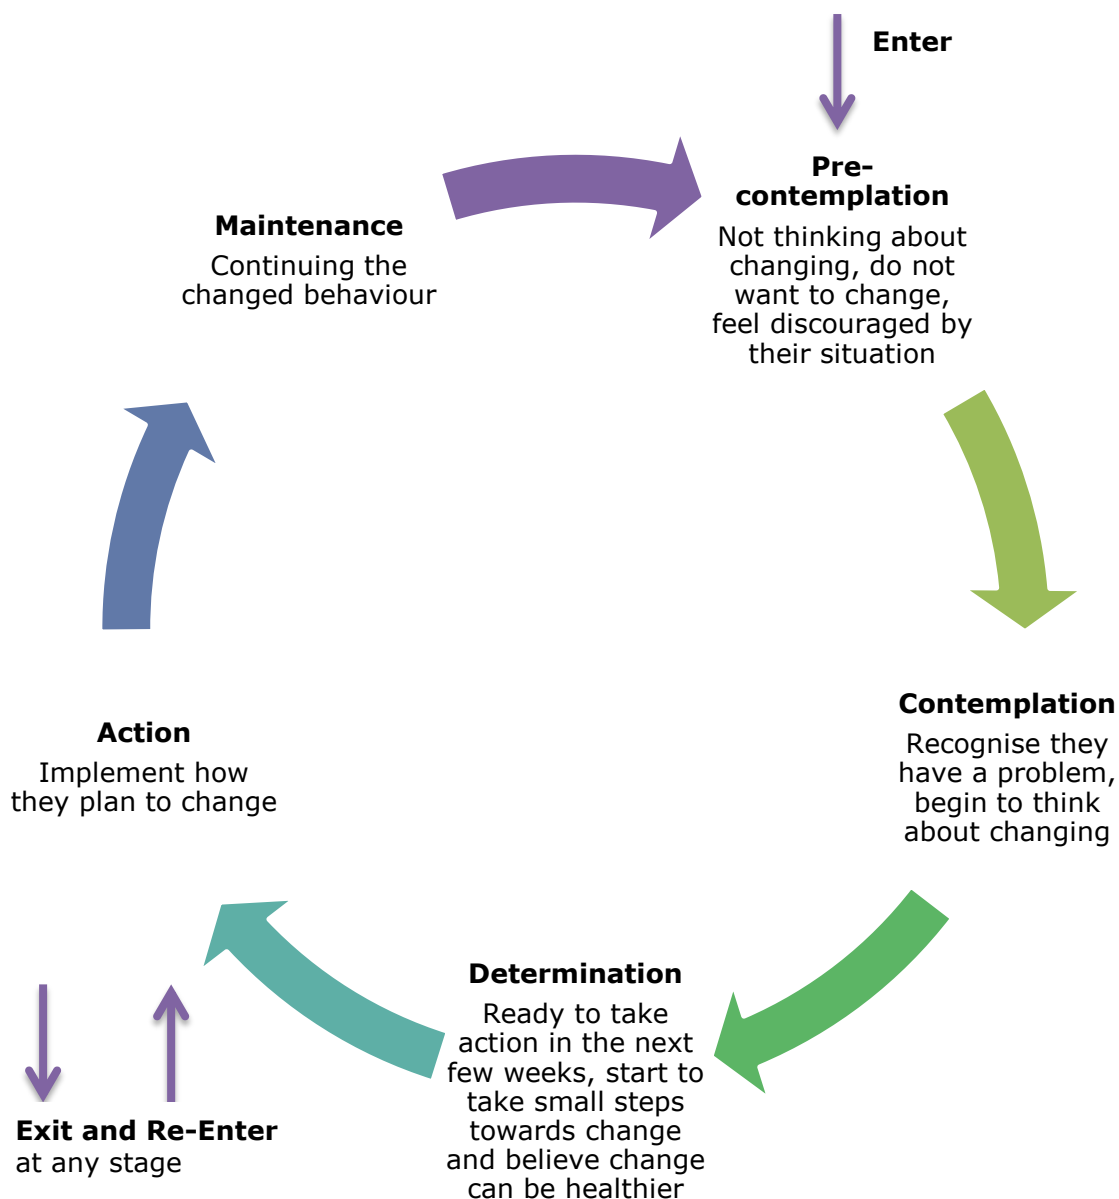 Enter
Pre-
contemplation
Not thinking about
changing, do not
want to change,
feel discouraged by
their situation
Contemplation
Recognise they
have a problem,
begin to think
about changing
Determination
Ready to take
action in the next
few weeks, start to
take small steps
towards change
and believe change
can be healthier
Action
Implement how
they plan to change
Maintenance
Continuing the
changed behaviour
Exit and Re-Enter
at any stage